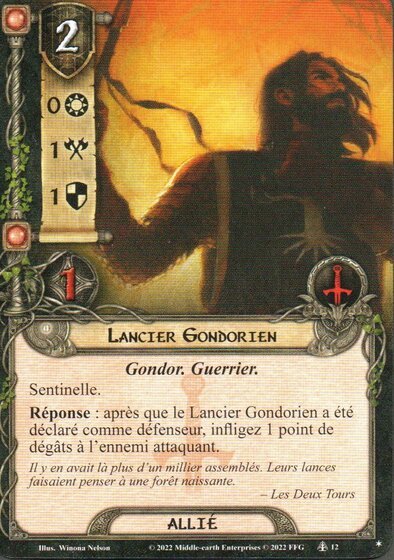 2
0
1
1
1
LANCIER GONDORIEN
Gondor. Guerrier.
Sentinelle.
Réponse : après que le Lancier Gondorien a été
déclaré comme défenseur, infligez 1 point de
dégâts à l'ennemi attaquant.
Il y en avait là plus d'un millier assemblés. Leurs lances
faisaient penser à une forêt naissante.
– Les Deux Tours
ALLIÉ
Illus. Winona Nelson © 2022 Middle-earth Enterprises © 2022 FFG 12